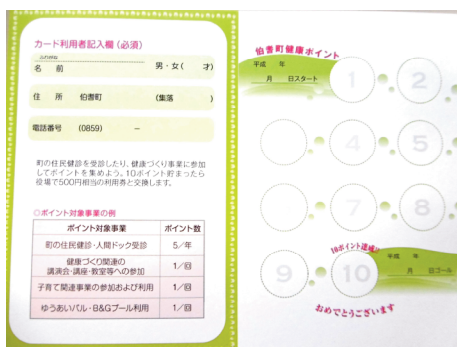 カード利用者記入欄(必須)
ふりがな
名 前 男・女( 才)
住 所 伯耆町 (集落 )
電話番号 (0859) −
町の住民健診を受診したり、健康づくり事業に参加
してポイントを集めよう。10ポイント貯まったら
役場で500円相当の利用券と交換します。
○ポイント対象事業の例
ポイント対象事業 ポイント数
町の住民健診・人間ドック受診 5/年
健康づくり関連の
講演会・講座・教室等への参加 1/回
子育て関連事業の参加および利用 1/回
ゆうあいパル・B&Gプール利用 1/回
伯耆町健康ポイント
平成 年
月 日スタート
1 2
4 5
7 8
9 10
10ポイント達成!!
平成 年
月 日ゴール
おめでとうございます